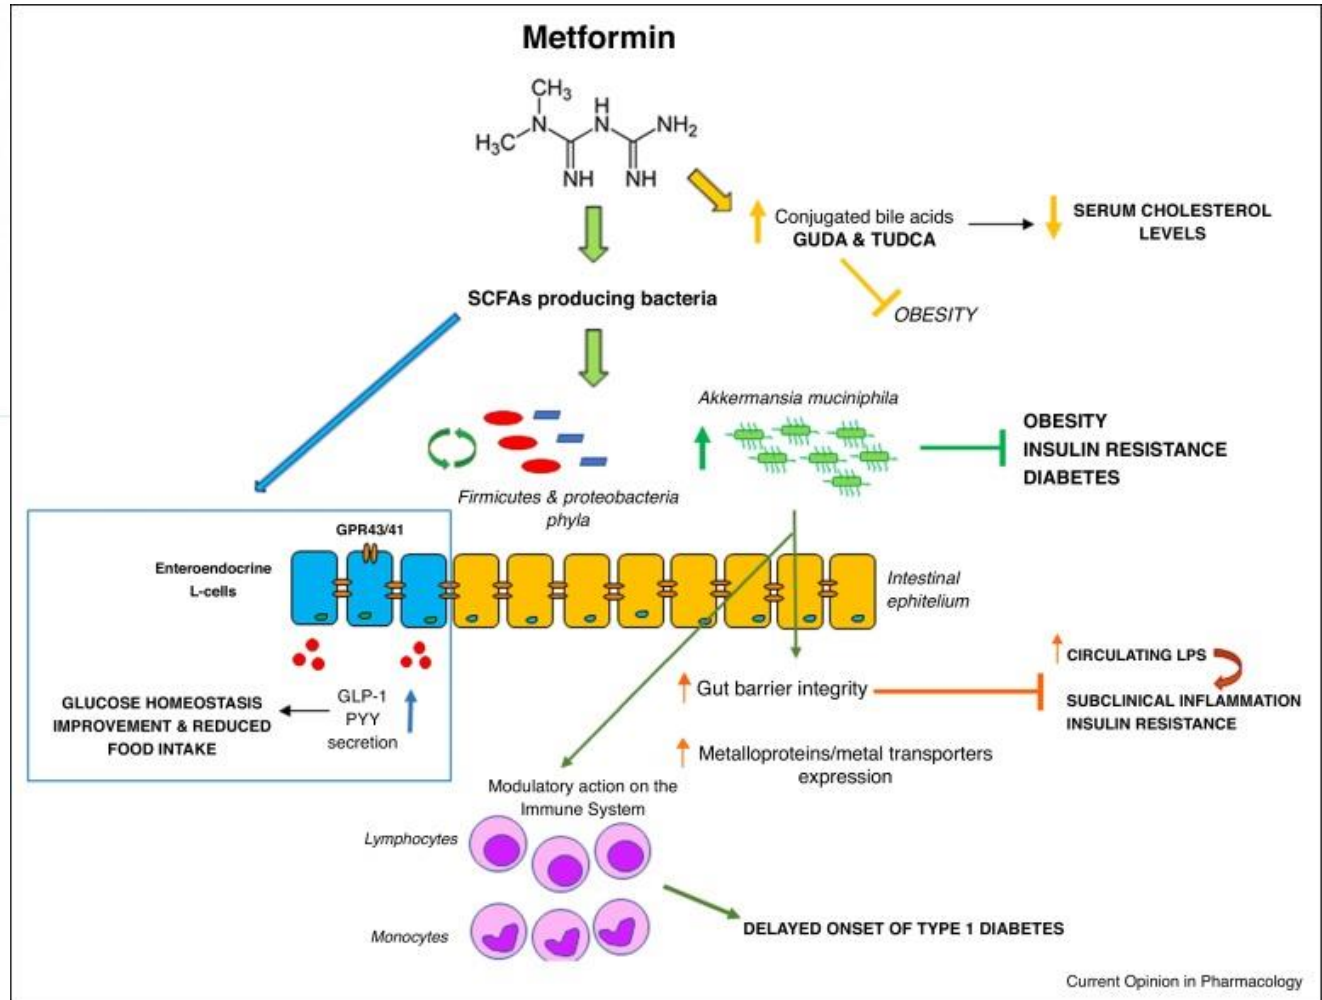 Metformin
CH3
H
N
N
NH2
H3C
NH
NH
Conjugated bile acids
GUDA & TUDCA
SERUM CHOLESTEROL
LEVELS
SCFAs producing bacteria
OBESITY
Akkermansia muciniphila
OBESITY
INSULIN RESISTANCE
DIABETES
Firmicutes & proteobacteria
phyla
GPR43/41
Enteroendocrine
L-cells
Intestinal
ephitelium
CIRCULATING LPS
SUBCLINICAL INFLAMMATION
INSULIN RESISTANCE
Gut barrier integrity
GLUCOSE HOMEOSTASIS
IMPROVEMENT & REDUCED
FOOD INTAKE
GLP-1
PYY
secretion
Metalloproteins/metal transporters
expression
Modulatory action on the
Immune System
Lymphocytes
Monocytes
DELAYED ONSET OF TYPE 1 DIABETES
Current Opinion in Pharmacology